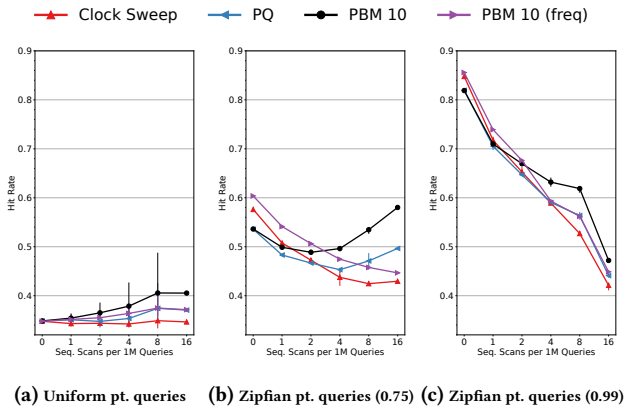 Clock Sweep PQ PBM 10 PBM 10 (freq)
0.9
0.8
0.7
0.6
0.5
0.4
Hit Rate
0 1 2 4 8 16
Seq. Scans per 1M Queries
0.9
0.8
0.7
0.6
0.5
0.4
Hit Rate
0 1 2 4 8 16
Seq. Scans per 1M Queries
0.9
0.8
0.7
0.6
0.5
0.4
Hit Rate
0 1 2 4 8 16
Seq. Scans per 1M Queries
(a) Uniform pt. queries (b) Zipfian pt. queries (0.75) (c) Zipfian pt. queries (0.99)